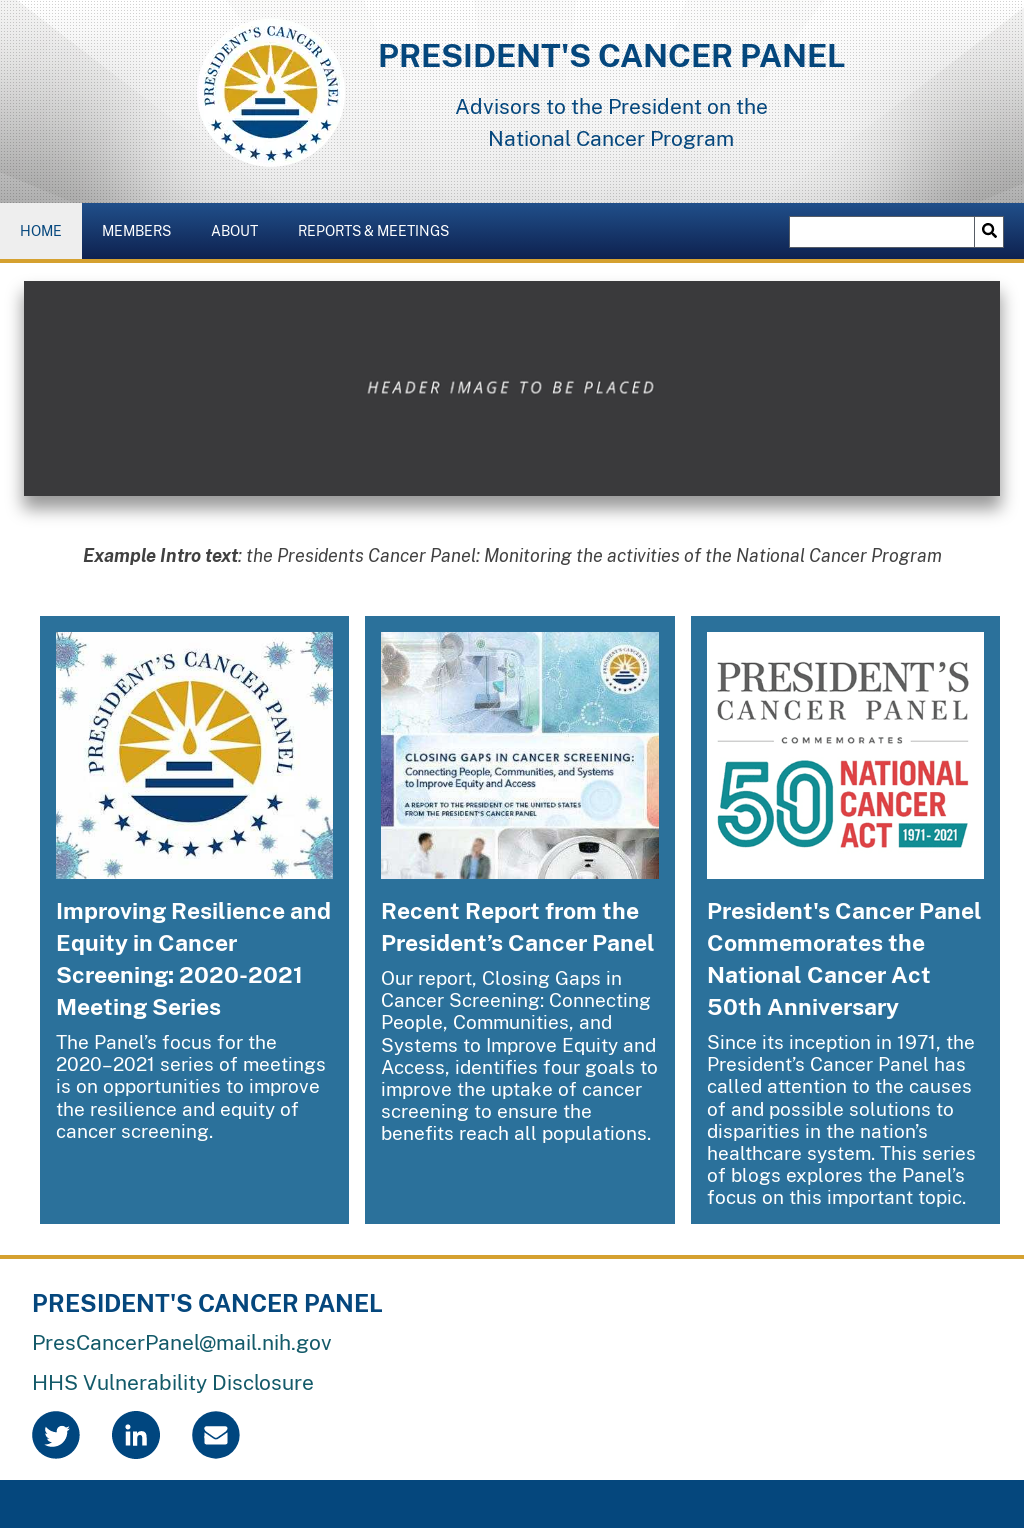 PRESIDENT'S CANCER PANEL
PRESIDENT'S CANCER PANEL
Advisors to the President on the
National Cancer Program
HOME MEMBERS ABOUT REPORTS & MEETINGS
HEADER IMAGE TO BE PLACED
Example Intro text: the Presidents Cancer Panel: Monitoring the activities of the National Cancer Program
PRESIDENT'S CANCER PANEL
Improving Resilience and
Equity in Cancer
Screening: 2020-2021
Meeting Series
The Panel’s focus for the
2020–2021 series of meetings
is on opportunities to improve
the resilience and equity of
cancer screening.
PRESIDENT'S CANCER PANEL
CLOSING GAPS IN CANCER SCREENING:
Connecting People, Communities, and Systems
to Improve Equity and Access
A REPORT TO THE PRESIDENT OF THE UNITED STATES
FROM THE PRESIDENT'S CANCER PANEL
Recent Report from the
President’s Cancer Panel
Our report, Closing Gaps in
Cancer Screening: Connecting
People, Communities, and
Systems to Improve Equity and
Access, identifies four goals to
improve the uptake of cancer
screening to ensure the
benefits reach all populations.
PRESIDENT'S
CANCER PANEL
COMMEMORATES
50 NATIONAL
CANCER
ACT 1971-2021
President's Cancer Panel
Commemorates the
National Cancer Act
50th Anniversary
Since its inception in 1971, the
President’s Cancer Panel has
called attention to the causes
of and possible solutions to
disparities in the nation’s
healthcare system. This series
of blogs explores the Panel’s
focus on this important topic.
PRESIDENT'S CANCER PANEL
PresCancerPanel@mail.nih.gov
HHS Vulnerability Disclosure
in